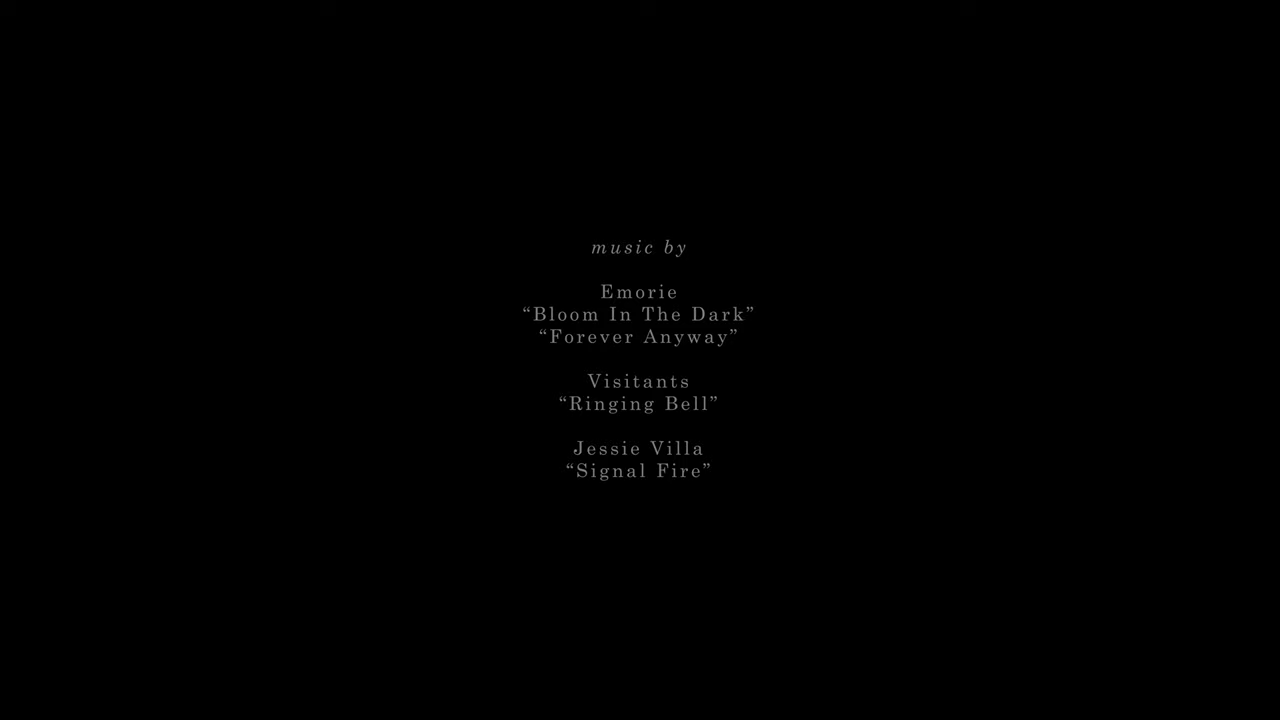 music by
Emorie
“Bloom In The Dark”
“Forever Anyway”
Visitants
“Ringing Bell”
Jessie Villa
“Signal Fire”